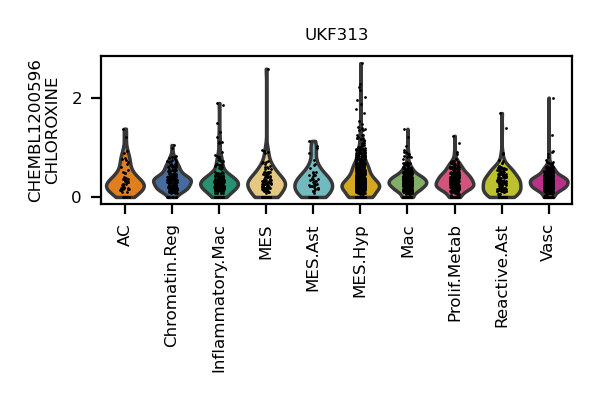 UKF313
CHEMBL1200596
CHLOROXINE
2
0
AC
Chromatin.Reg
Inflammatory.Mac
MES
MES.Ast
MES.Hyp
Mac
Prolif.Metab
Reactive.Ast
Vasc